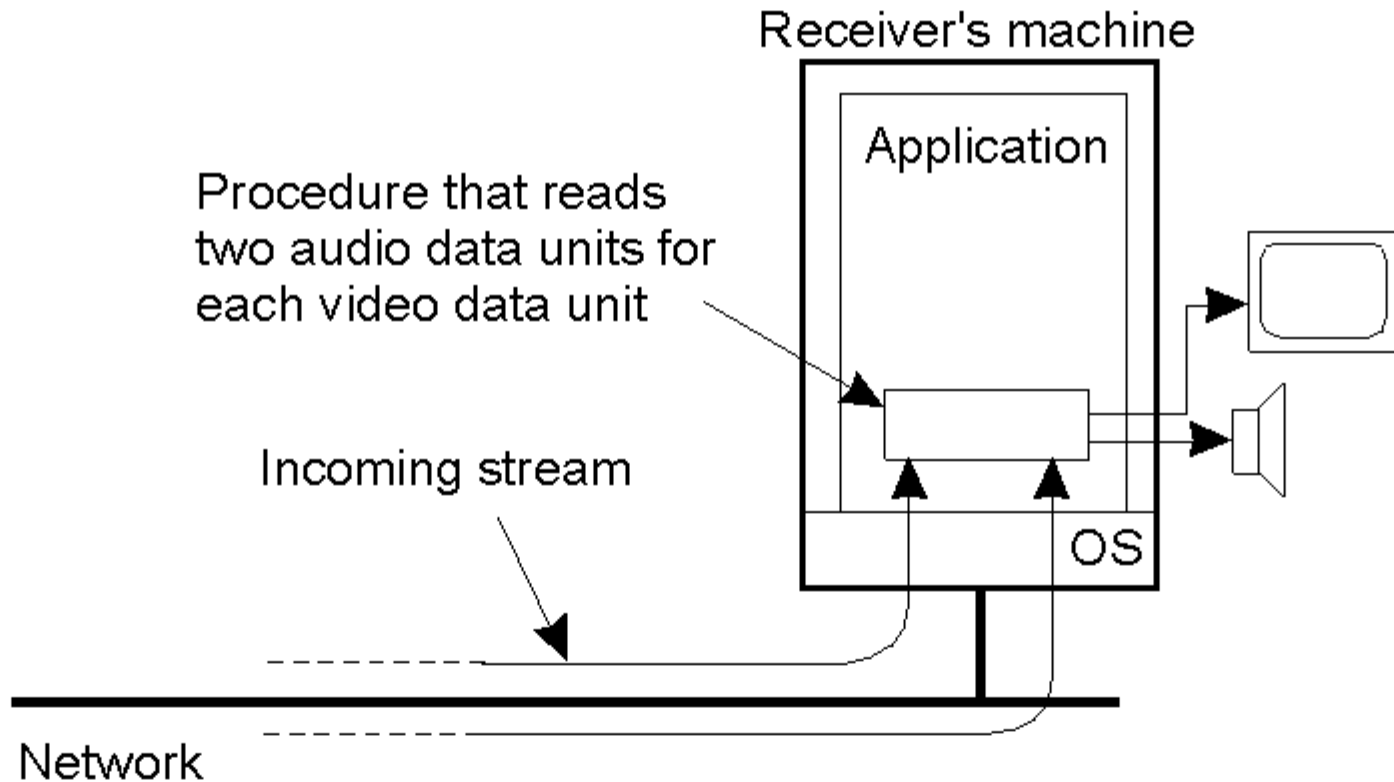 Receiver's machine
Application
Procedure that reads
two audio data units for
each video data unit
Incoming stream
OS
Network